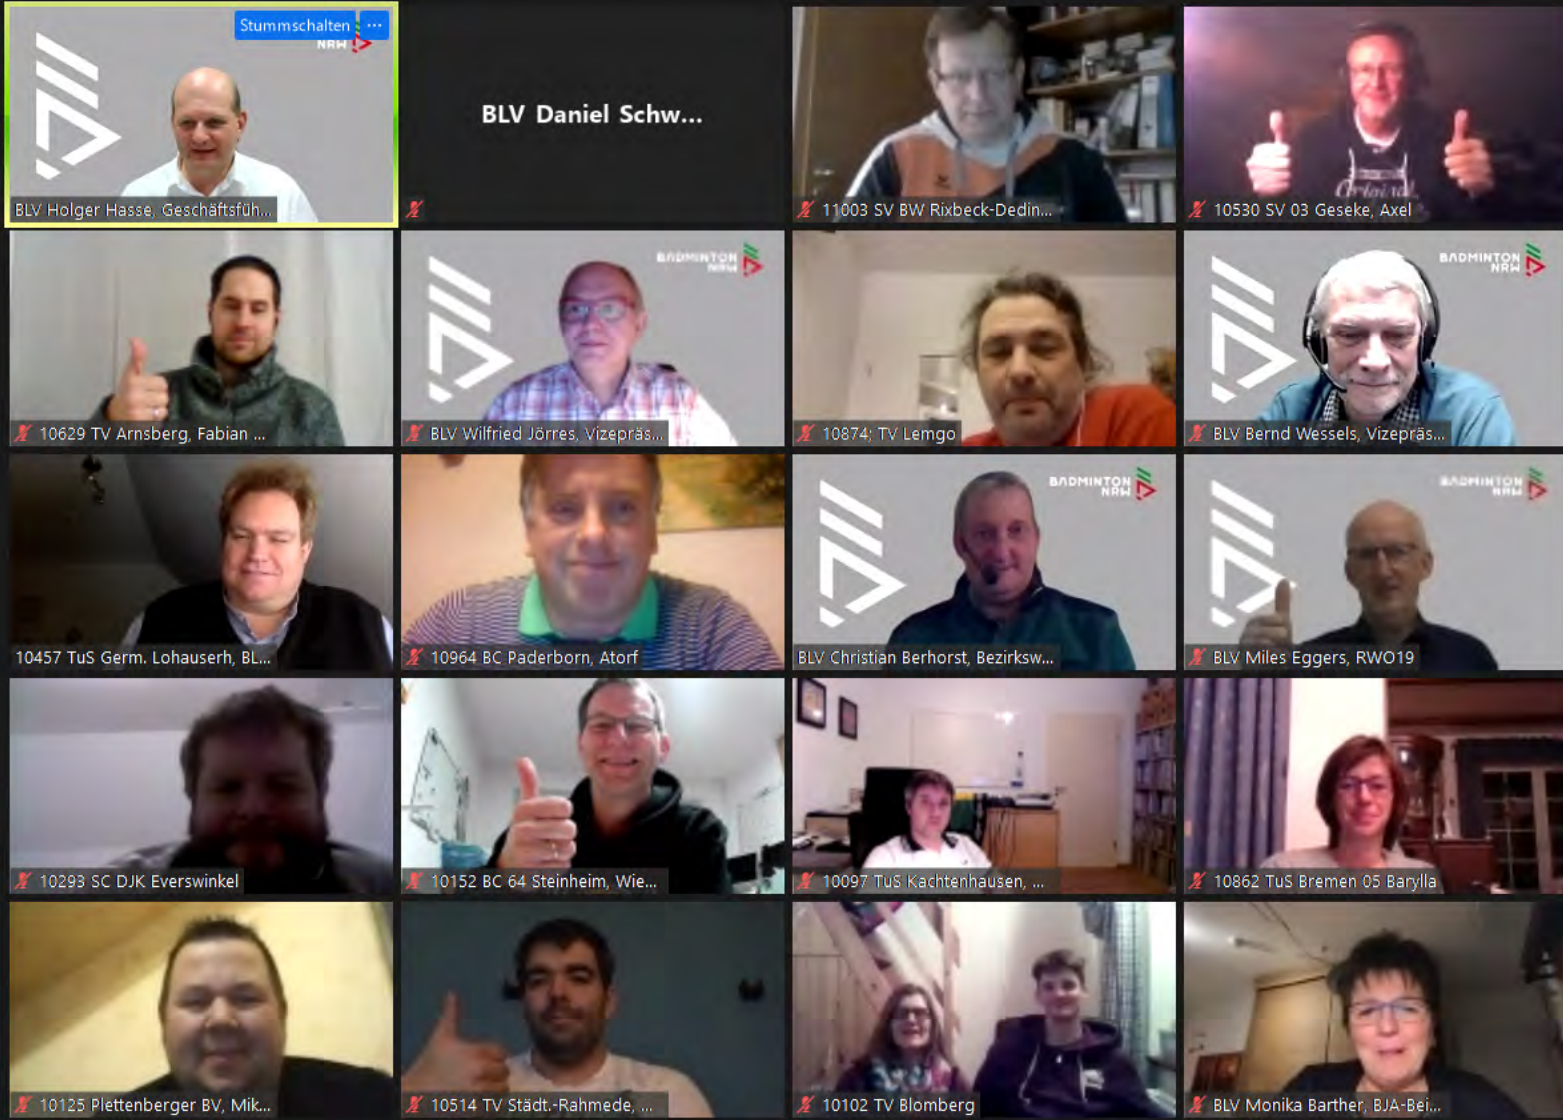 Stummschalten ...
NRW
BLV Holger Hasse, Geschäftsfüh...
BLV Daniel Schw...
11003 SV BW Rixbeck-Dedin...
Original
10530 SV 03 Geseke, Axel
10629 TV Arnsberg, Fabian ...
BADMINTON
NRW
BLV Wilfried Jörres, Vizepräs...
10874; TV Lemgo
BADMINTON
NRW
BLV Bernd Wessels, Vizepräs...
10457 TuS Germ. Lohauserh, BL...
10964 BC Paderborn, Atorf
BADMINTON
NRW
BLV Christian Berhorst, Bezirksw...
BADMINTON
NRW
BLV Miles Eggers, RWO19
10293 SC DJK Everswinkel
10152 BC 64 Steinheim, Wie...
10097 TuS Kachtenhausen, ...
10862 TuS Bremen 05 Barylla
10125 Plettenberger BV, Mik...
10514 TV Städt.-Rahmede, ...
10102 TV Blomberg
BLV Monika Barther, BJA-Bei...